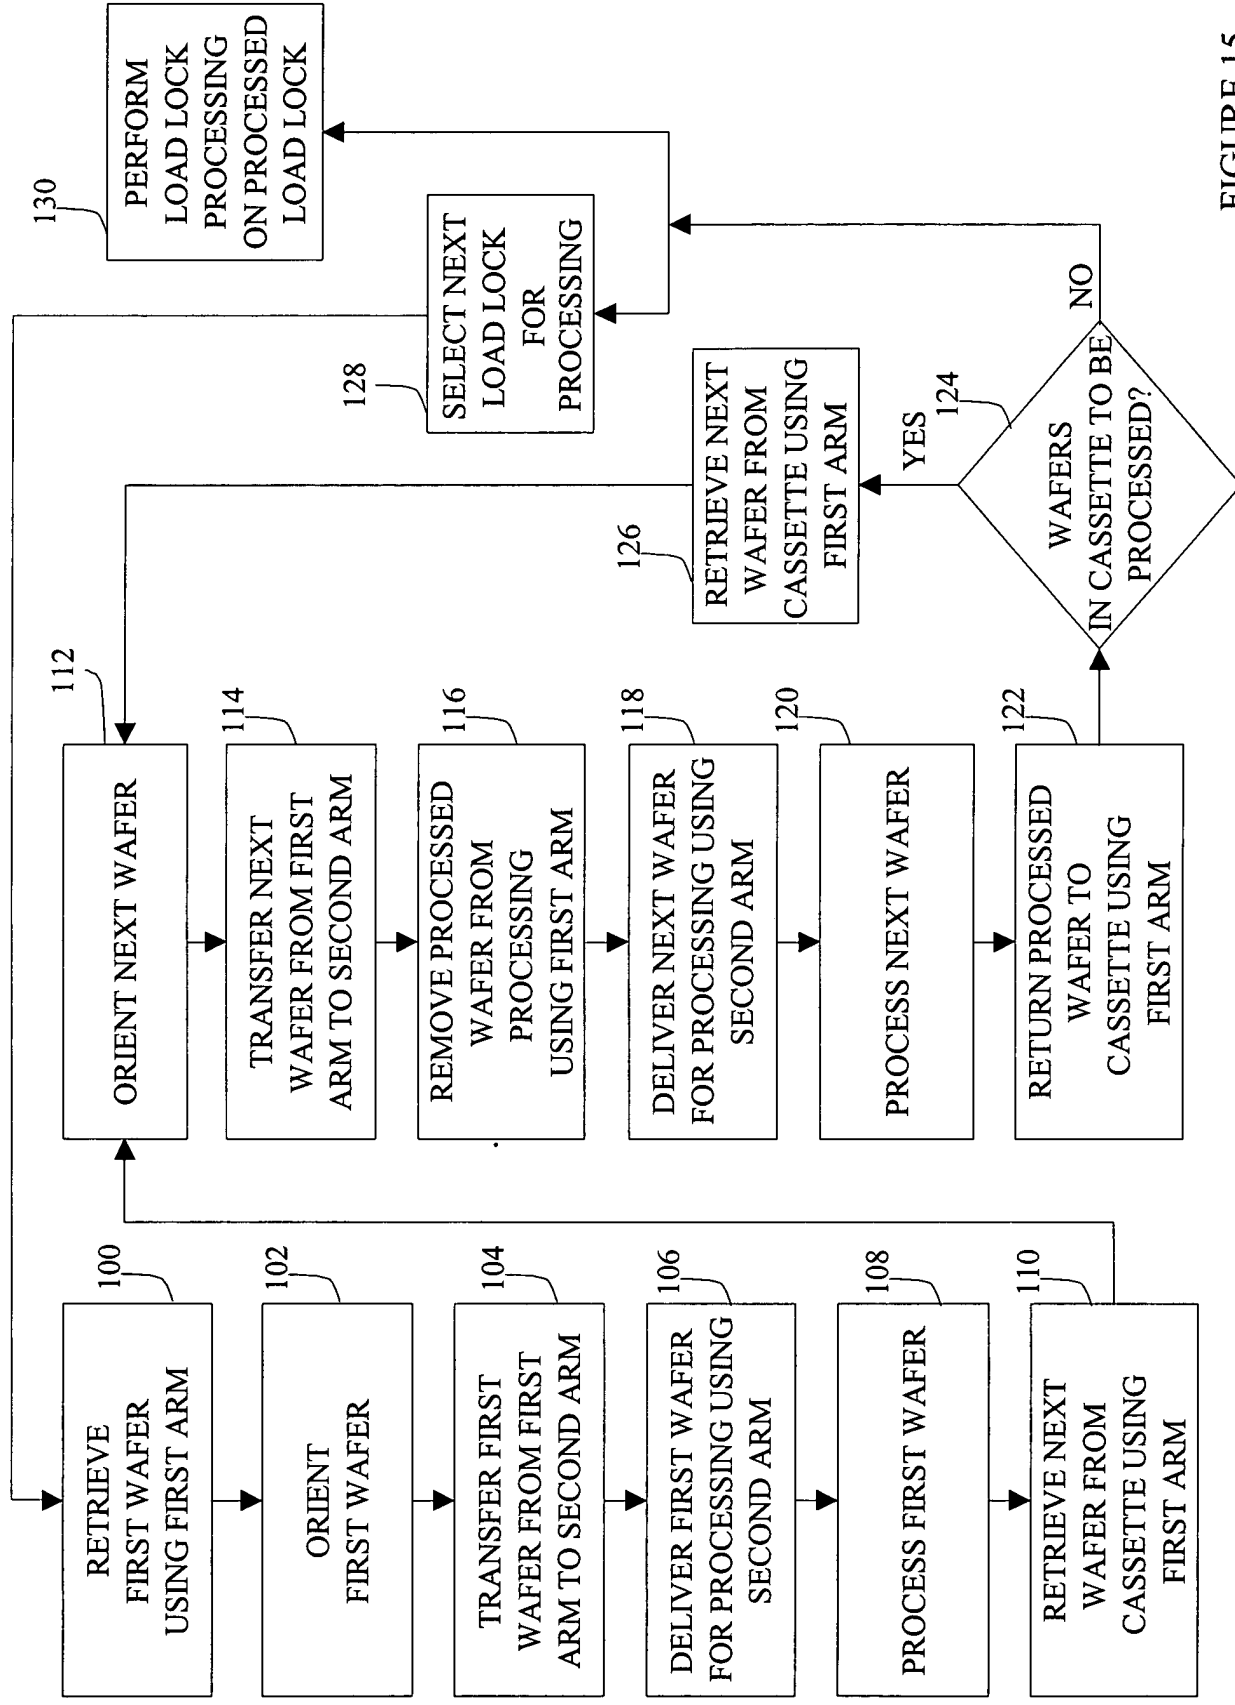 100
RETRIEVE
FIRST WAFER
USING FIRST ARM
102
ORIENT
FIRST WAFER
104
TRANSFER FIRST
WAFER FROM FIRST
ARM TO SECOND ARM
106
DELIVER FIRST WAFER
FOR PROCESSING USING
SECOND ARM
108
PROCESS FIRST WAFER
110
RETRIEVE NEXT
WAFER FROM
CASSETTE USING
FIRST ARM
112
ORIENT NEXT WAFER
114
TRANSFER NEXT
WAFER FROM FIRST
ARM TO SECOND ARM
116
REMOVE PROCESSED
WAFER FROM
PROCESSING
USING FIRST ARM
118
DELIVER NEXT WAFER
FOR PROCESSING USING
SECOND ARM
120
PROCESS NEXT WAFER
122
RETURN PROCESSED
WAFER TO
CASSETTE USING
FIRST ARM
124
WAFERS
IN CASSETTE TO BE
PROCESSED?
YES
NO
126
RETRIEVE NEXT
WAFER FROM
CASSETTE USING
FIRST ARM
128
SELECT NEXT
LOAD LOCK
FOR
PROCESSING
130
PERFORM
LOAD LOCK
PROCESSING
ON PROCESSED
LOAD LOCK
FIGURE 15